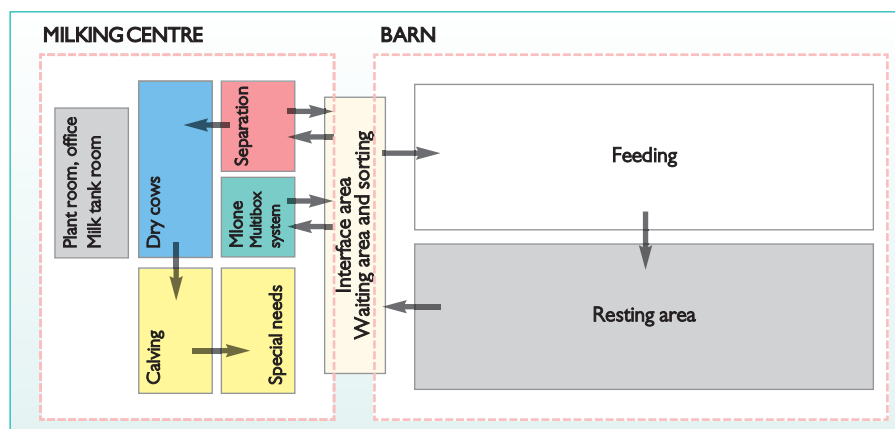 MILKING CENTRE
BARN
Plant room, office
Milk tank room
Dry cows
Separation
Mlone
Multibox
system
Calving
Special needs
Interface area
Waiting area and sorting
Feeding
Resting area